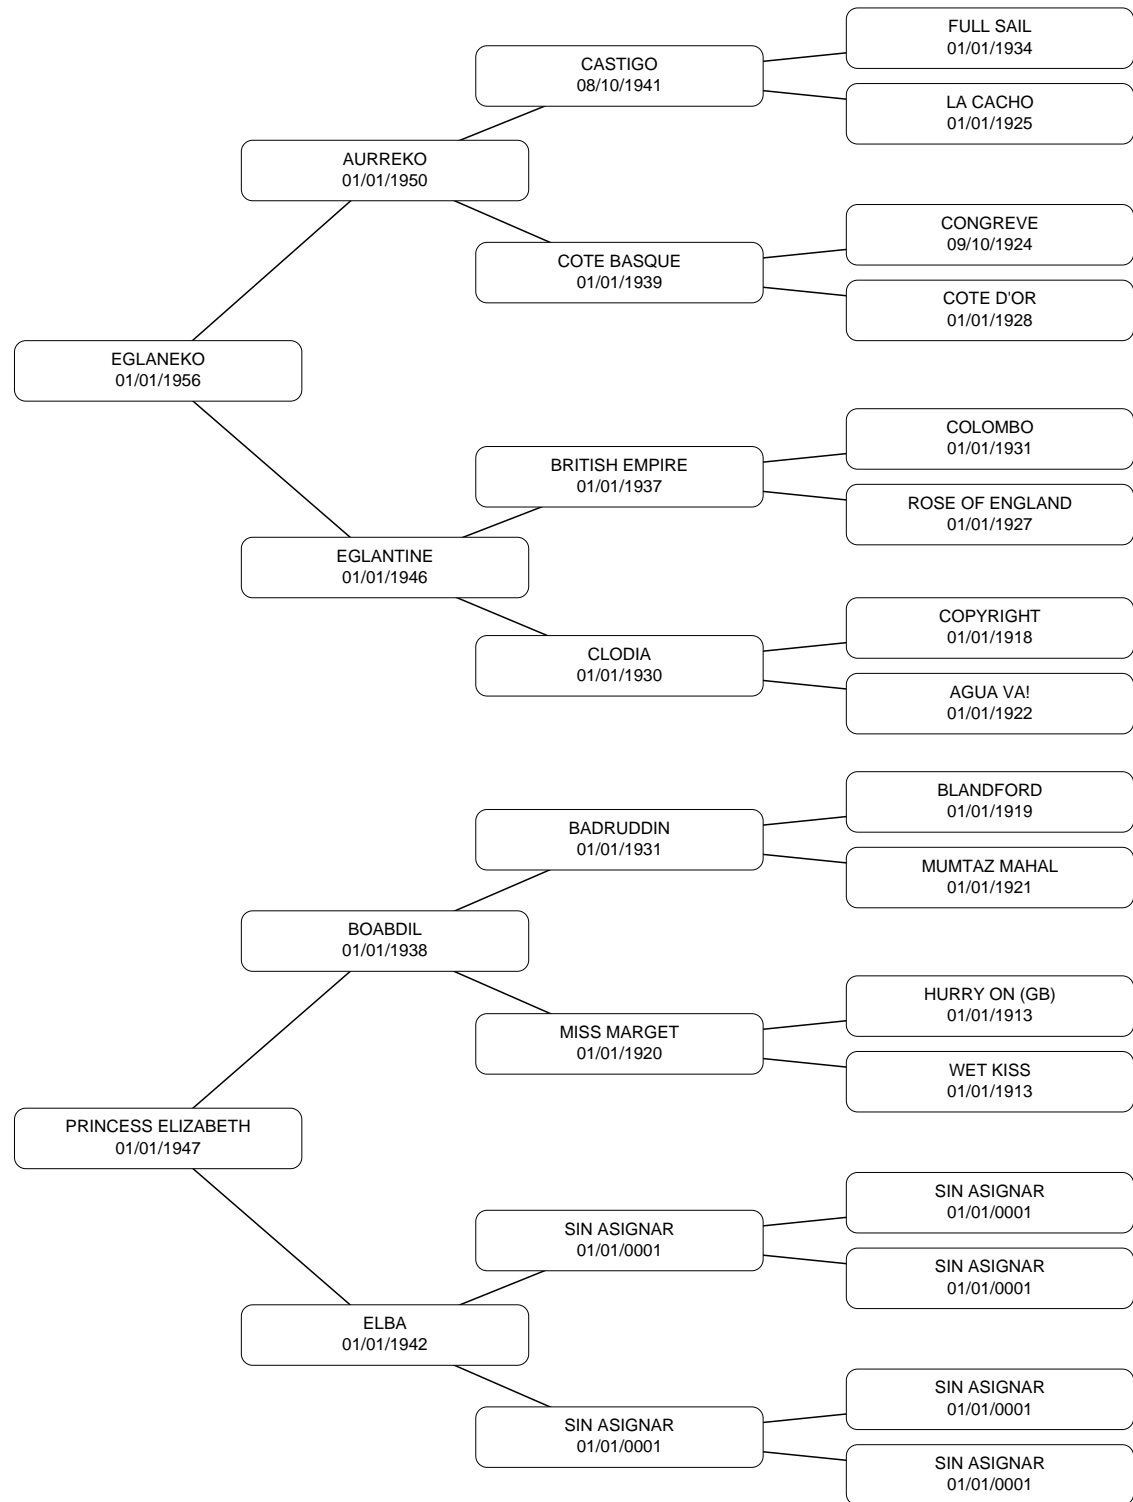 FULL SAIL
01/01/1934
CASTIGO
08/10/1941
LA CACHO
01/01/1925
AURREKO
01/01/1950
CONGREVE
09/10/1924
COTE BASQUE
01/01/1939
COTE D'OR
01/01/1928
EGLANEKO
01/01/1956
COLOMBO
01/01/1931
BRITISH EMPIRE
01/01/1937
ROSE OF ENGLAND
01/01/1927
EGLANTINE
01/01/1946
COPYRIGHT
01/01/1918
CLODIA
01/01/1930
AGUA VA!
01/01/1922
BLANDFORD
01/01/1919
BADRUDDIN
01/01/1931
MUMTAZ MAHAL
01/01/1921
BOABDIL
01/01/1938
HURRY ON (GB)
01/01/1913
MISS MARGET
01/01/1920
WET KISS
01/01/1913
PRINCESS ELIZABETH
01/01/1947
SIN ASIGNAR
01/01/0001
SIN ASIGNAR
01/01/0001
SIN ASIGNAR
01/01/0001
ELBA
01/01/1942
SIN ASIGNAR
01/01/0001
SIN ASIGNAR
01/01/0001
SIN ASIGNAR
01/01/0001